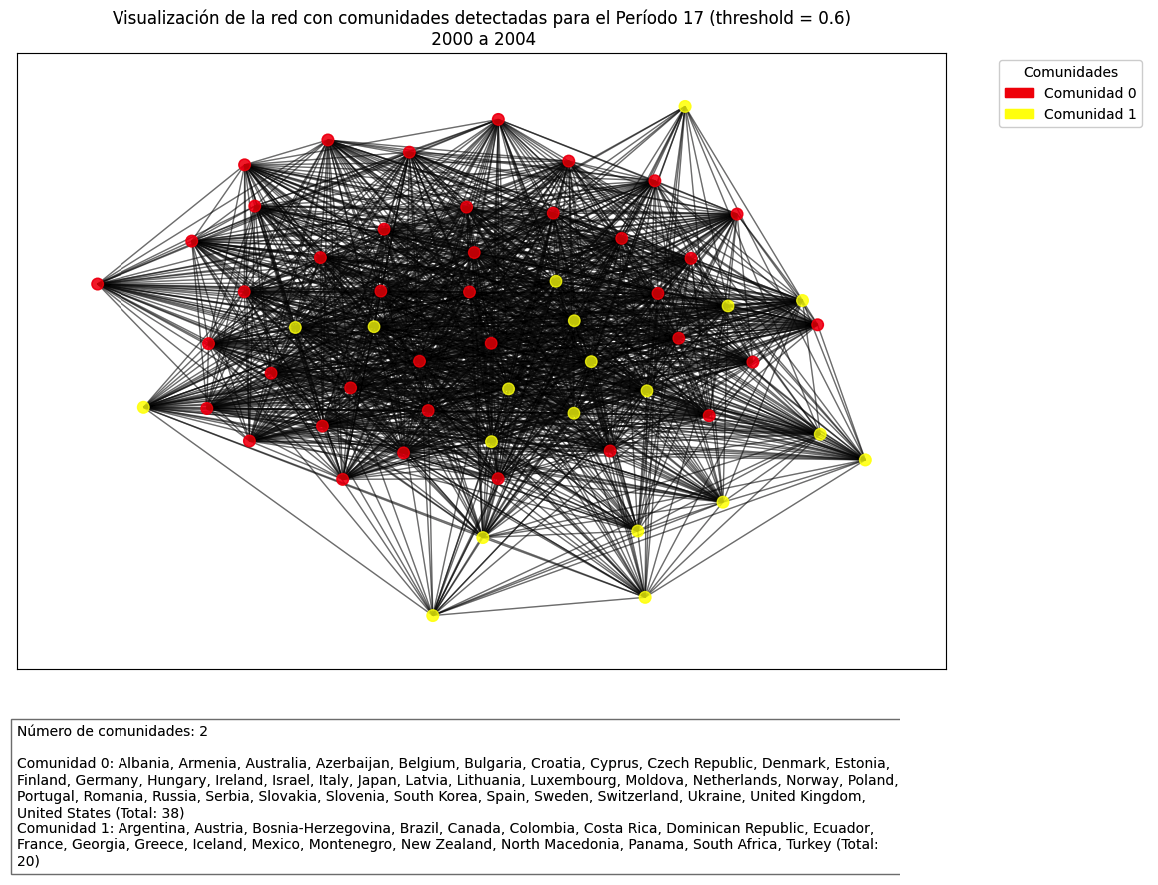 Visualización de la red con comunidades detectadas para el Período 17 (threshold = 0.6)
2000 a 2004
Comunidades
Comunidad 0
Comunidad 1
Número de comunidades: 2
Comunidad 0: Albania, Armenia, Australia, Azerbaijan, Belgium, Bulgaria, Croatia, Cyprus, Czech Republic, Denmark, Estonia,
Finland, Germany, Hungary, Ireland, Israel, Italy, Japan, Latvia, Lithuania, Luxembourg, Moldova, Netherlands, Norway, Poland,
Portugal, Romania, Russia, Serbia, Slovakia, Slovenia, South Korea, Spain, Sweden, Switzerland, Ukraine, United Kingdom,
United States (Total: 38)
Comunidad 1: Argentina, Austria, Bosnia-Herzegovina, Brazil, Canada, Colombia, Costa Rica, Dominican Republic, Ecuador,
France, Georgia, Greece, Iceland, Mexico, Montenegro, New Zealand, North Macedonia, Panama, South Africa, Turkey (Total:
20)